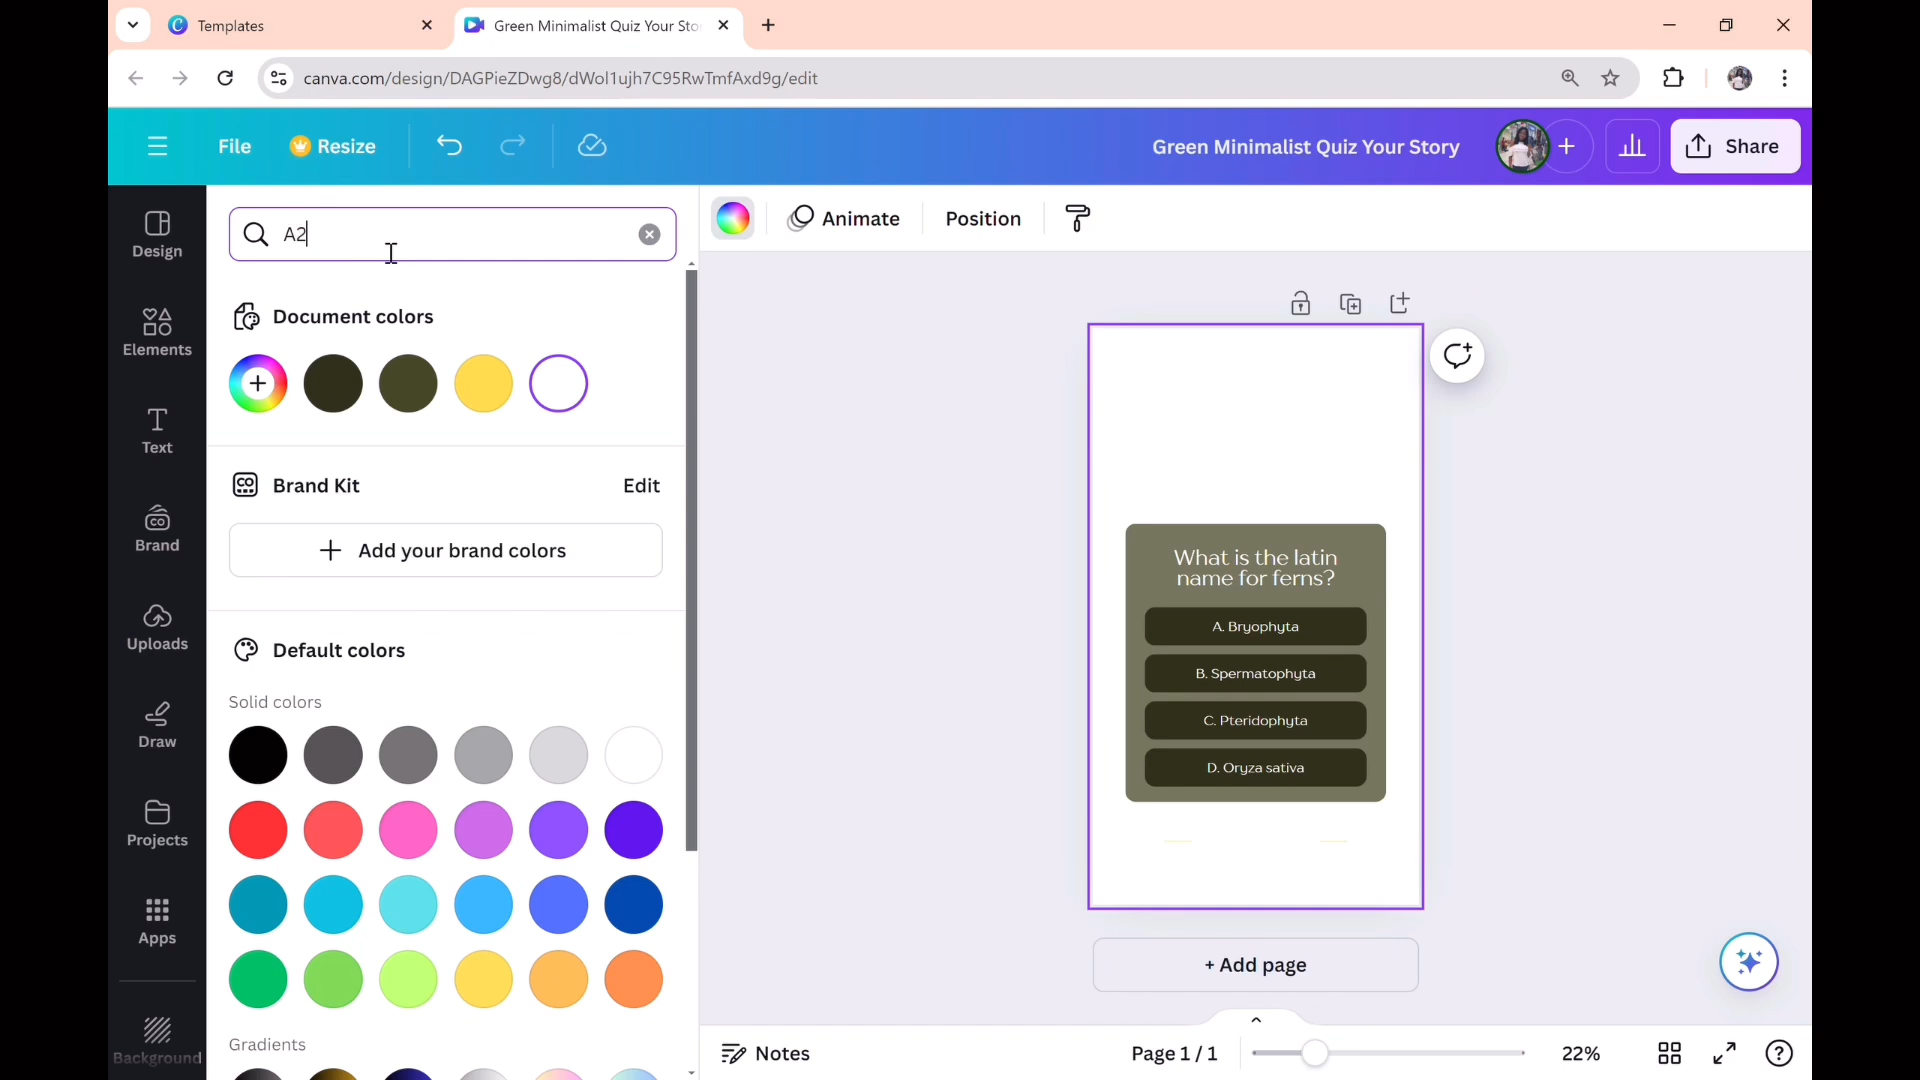 Templates
Green Minimalist Quiz Your Sto
canva.com/design/DAGPieZDwg8/dWol1ujh7C95RwTmfAxd9g/edit
File
Resize
Green Minimalist Quiz Your Story
Share
Design
Elements
Text
Brand
Uploads
Draw
Projects
Apps
Background
A2
Document colors
Brand Kit
Edit
Add your brand colors
Default colors
Solid colors
Gradients
Animate
Position
What is the latin
name for ferns?
A. Bryophyta
B. Spermatophyta
C. Pteridophyta
D. Oryza sativa
+ Add page
Notes
Page 1 / 1
22%